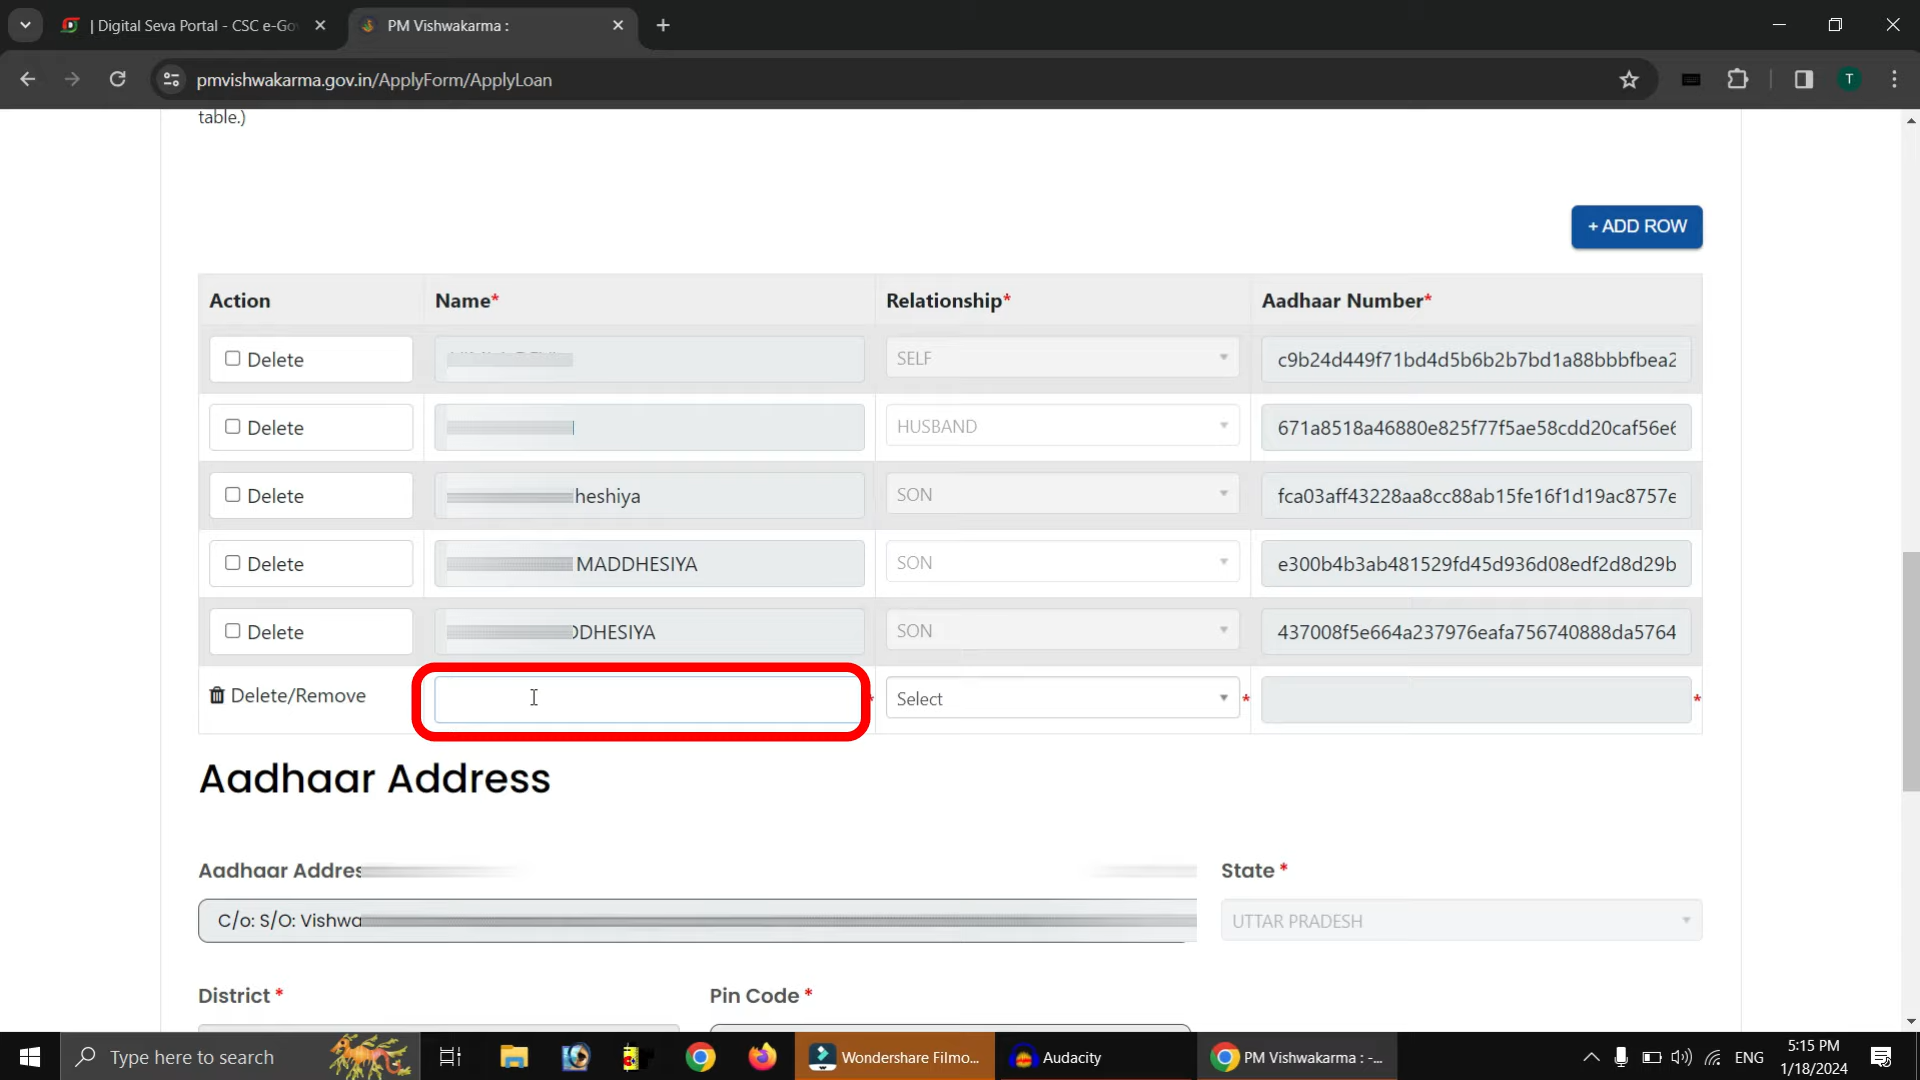 | Digital Seva Portal - CSC e-Go
PM Vishwakarma :
pmvishwakarma.gov.in/ApplyForm/ApplyLoan
T
table.)
+ ADD ROW
Action Name* Relationship* Aadhaar Number*
Delete SELF c9b24d449f71bd4d5b6b2b7bd1a88bbbfbea2
Delete HUSBAND 671a8518a46880e825f77f5ae58cdd20caf56e6
Delete heshiya SON fca03aff43228aa8cc88ab15fe16f1d19ac8757e
Delete MADDHESIYA SON e300b4b3ab481529fd45d936d08edf2d8d29b
Delete DDHESIYA SON 437008f5e664a237976eafa756740888da5764
Delete/Remove * Select * *
Aadhaar Address
Aadhaar Addres State *
C/o: S/O: Vishwa UTTAR PRADESH
District * Pin Code *
Type here to search
Wondershare Filmo...
Audacity
PM Vishwakarma : -...
ENG
5:15 PM
1/18/2024